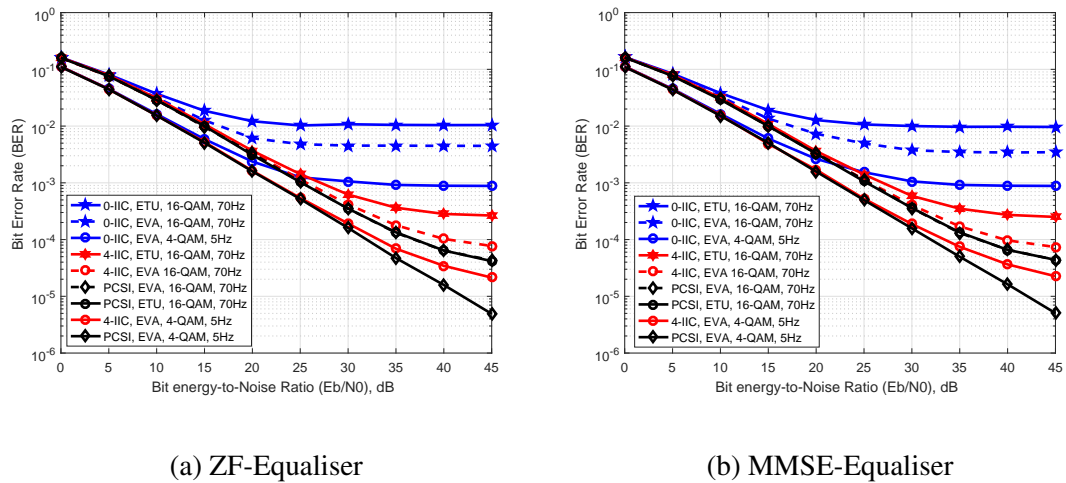 10^0
10^-1
10^-2
10^-3
10^-4
10^-5
10^-6
Bit Error Rate (BER)
0-IIC, ETU, 16-QAM, 70Hz
0-IIC, EVA, 16-QAM, 70Hz
0-IIC, EVA, 4-QAM, 5Hz
4-IIC, ETU, 16-QAM, 70Hz
4-IIC, EVA 16-QAM, 70Hz
PCSI, EVA, 16-QAM, 70Hz
PCSI, ETU, 16-QAM, 70Hz
4-IIC, EVA, 4-QAM, 5Hz
PCSI, EVA, 4-QAM, 5Hz
0 5 10 15 20 25 30 35 40 45
Bit energy-to-Noise Ratio (Eb/N0), dB
(a) ZF-Equaliser
10^0
10^-1
10^-2
10^-3
10^-4
10^-5
10^-6
Bit Error Rate (BER)
0-IIC, ETU, 16-QAM, 70Hz
0-IIC, EVA, 16-QAM, 70Hz
0-IIC, EVA, 4-QAM, 5Hz
4-IIC, ETU, 16-QAM, 70Hz
4-IIC, EVA 16-QAM, 70Hz
PCSI, EVA, 16-QAM, 70Hz
PCSI, ETU, 16-QAM, 70Hz
4-IIC, EVA, 4-QAM, 5Hz
PCSI, EVA, 4-QAM, 5Hz
0 5 10 15 20 25 30 35 40 45
Bit energy-to-Noise Ratio (Eb/N0), dB
(b) MMSE-Equaliser